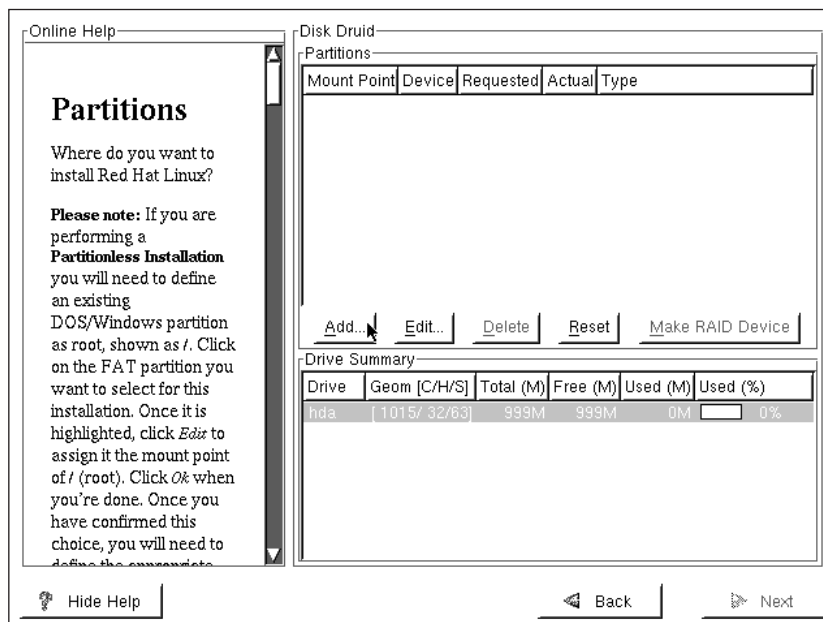 Online Help
Partitions
Where do you want to
install Red Hat Linux?
Please note: If you are
performing a
Partitionless Installation
you will need to define
an existing
DOS/Windows partition
as root, shown as /. Click
on the FAT partition you
want to select for this
installation. Once it is
highlighted, click Edit to
assign it the mount point
of / (root). Click Ok when
you're done. Once you
have confirmed this
choice, you will need to
define the appropriate
Disk Druid
Partitions
Mount Point Device Requested Actual Type
Add... Edit... Delete Reset Make RAID Device
Drive Summary
Drive Geom [C/H/S] Total (M) Free (M) Used (M) Used (%)
hda [ 1015/ 32/63] 999M 999M 0M 0%
Hide Help Back Next